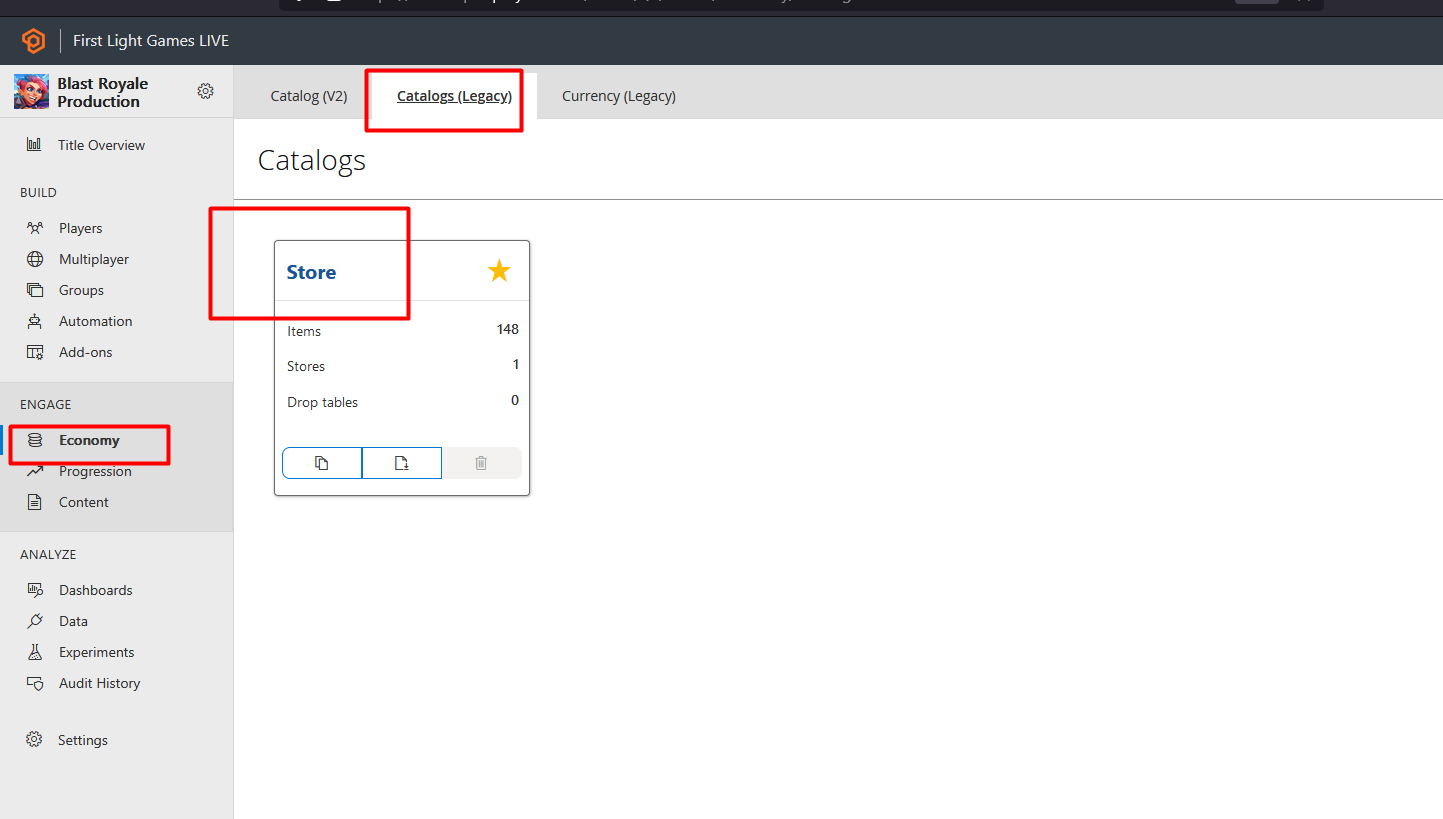 First Light Games LIVE
Blast Royale
Production
Catalog (V2)
Catalogs (Legacy)
Currency (Legacy)
Title Overview
Catalogs
BUILD
Players
Multiplayer
Groups
Automation
Add-ons
Store
Items 148
Stores 1
Drop tables 0
ENGAGE
Economy
Progression
Content
ANALYZE
Dashboards
Data
Experiments
Audit History
Settings